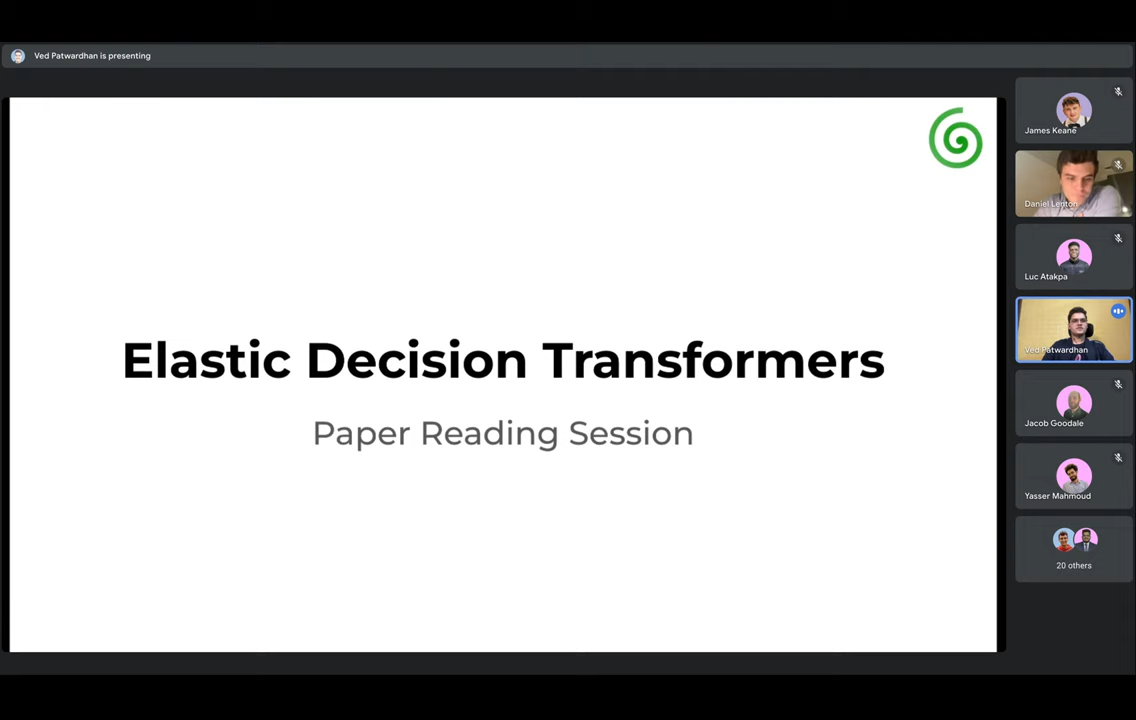 Ved Patwardhan is presenting
Elastic Decision Transformers
Paper Reading Session
James Keane
Daniel Lenton
Luc Atakpa
Ved Patwardhan
Jacob Goodale
Yasser Mahmoud
20 others